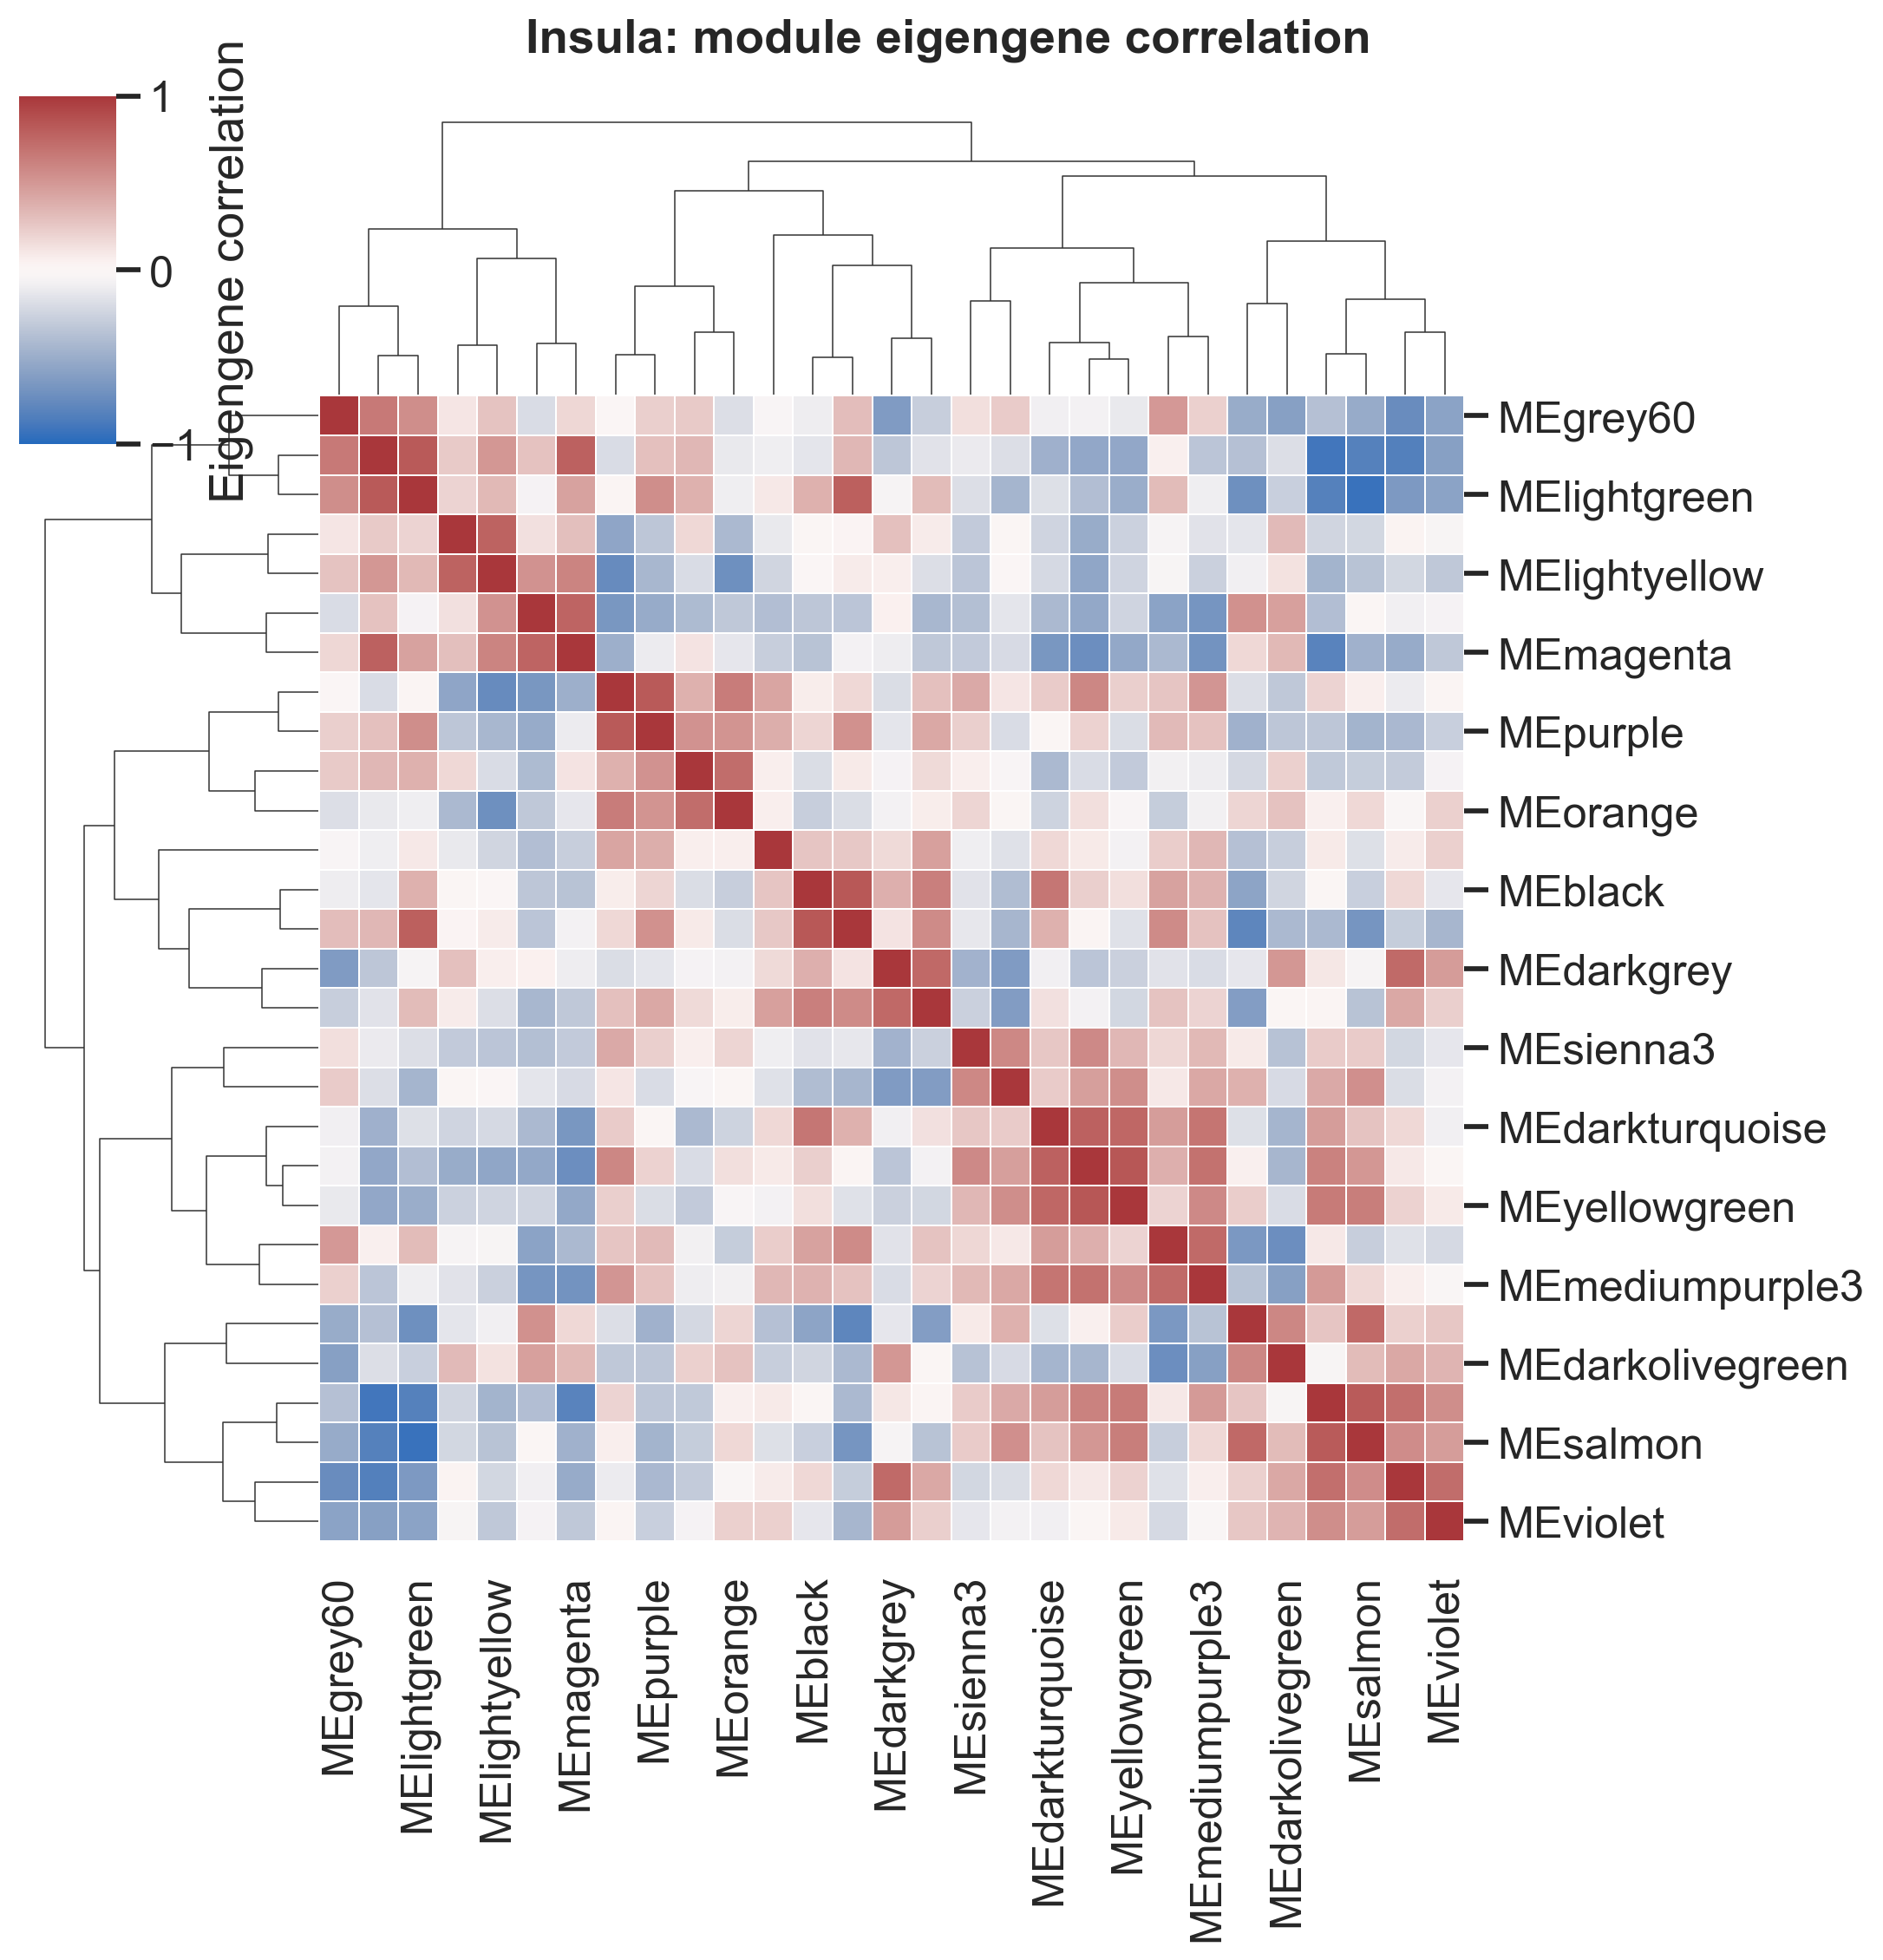 Insula: module eigengene correlation
1
0
−1
Eigengene correlation
MEgrey60
MElightgreen
MElightyellow
MEmagenta
MEpurple
MEorange
MEblack
MEdarkgrey
MEsienna3
MEdarkturquoise
MEyellowgreen
MEmediumpurple3
MEdarkolivegreen
MEsalmon
MEviolet
MEgrey60
MElightgreen
MElightyellow
MEmagenta
MEpurple
MEorange
MEblack
MEdarkgrey
MEsienna3
MEdarkturquoise
MEyellowgreen
MEmediumpurple3
MEdarkolivegreen
MEsalmon
MEviolet